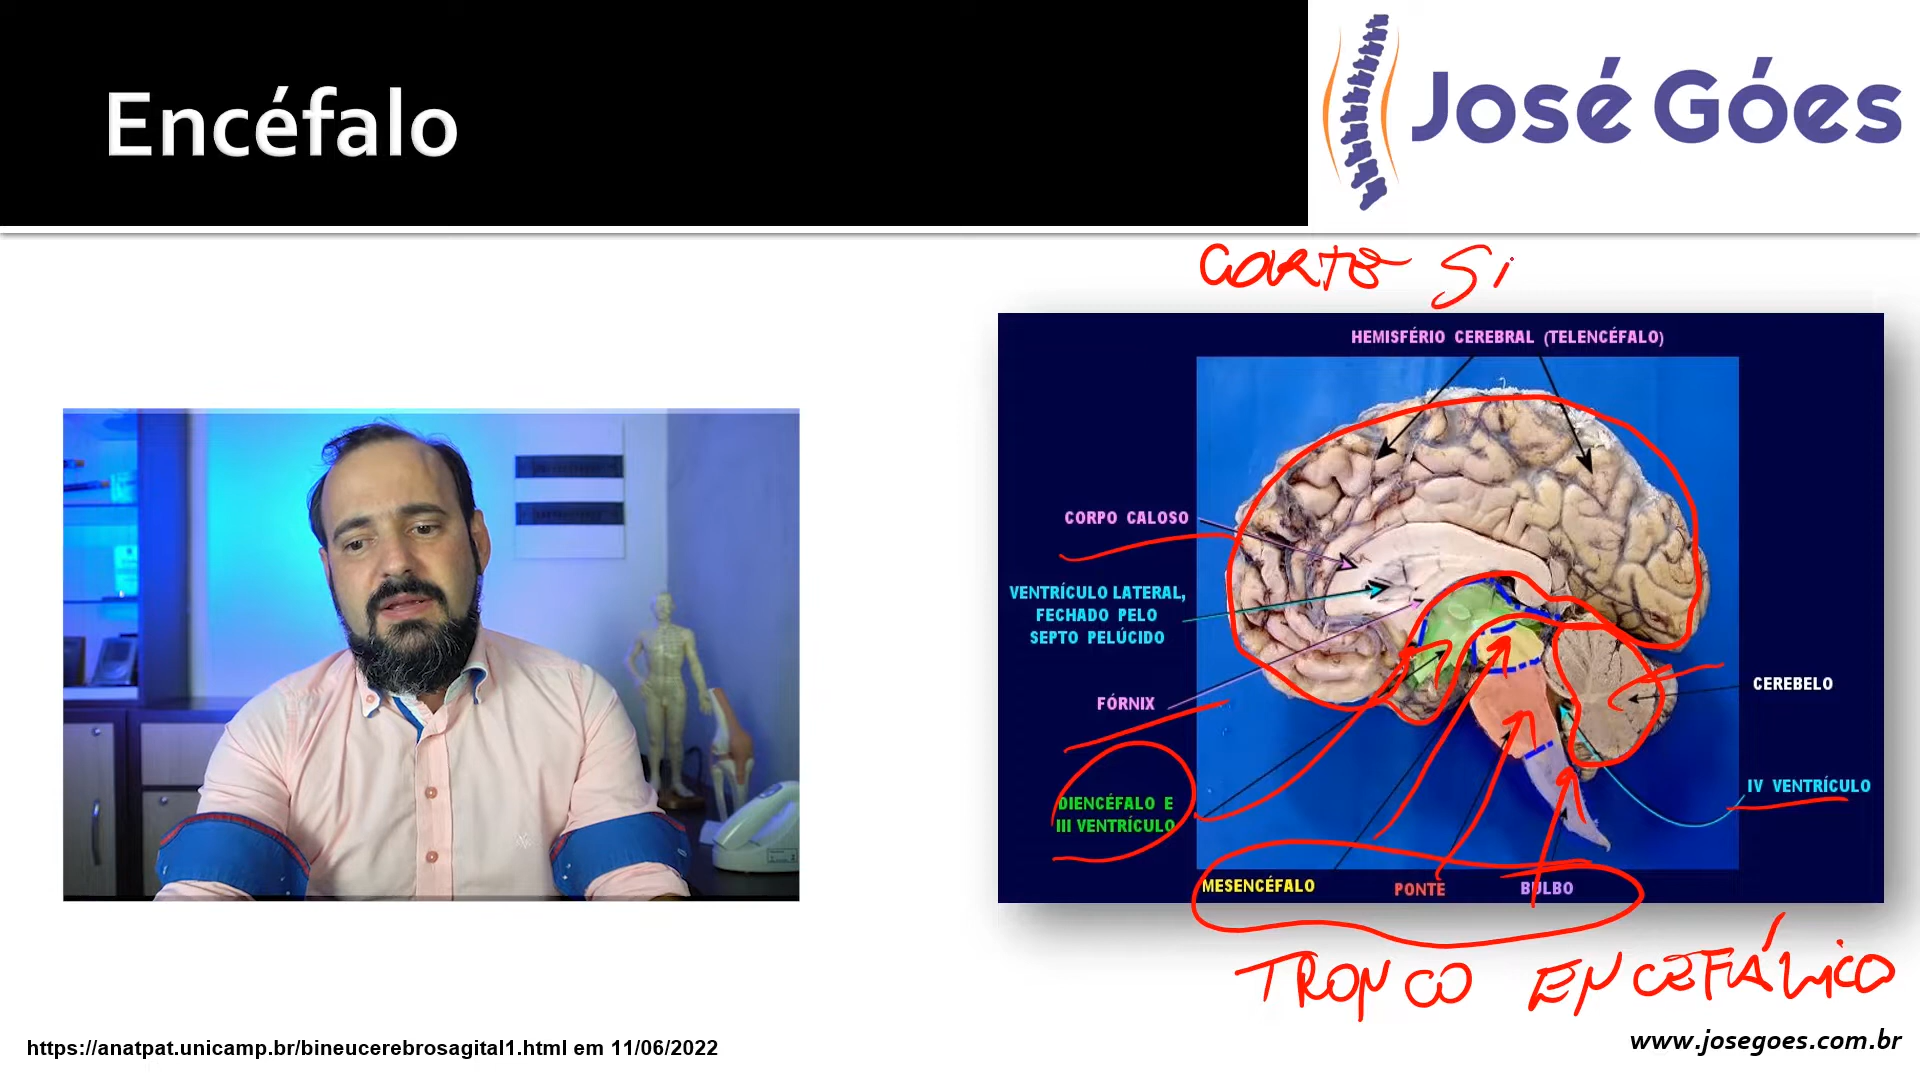 Encéfalo
José Góes
CORTE Si
HEMISFÉRIO CEREBRAL (TELENCÉFALO)
CORPO CALOSO
VENTRÍCULO LATERAL,
FECHADO PELO
SEPTO PELÚCIDO
FÓRNIX
DIENCÉFALO E
III VENTRÍCULO
CEREBELO
IV VENTRÍCULO
MESENCÉFALO PONTE BULBO
TRONCO ENCEFÁLICO
www.josegoes.com.br
https://anatpat.unicamp.br/bineucerebrosagital1.html em 11/06/2022